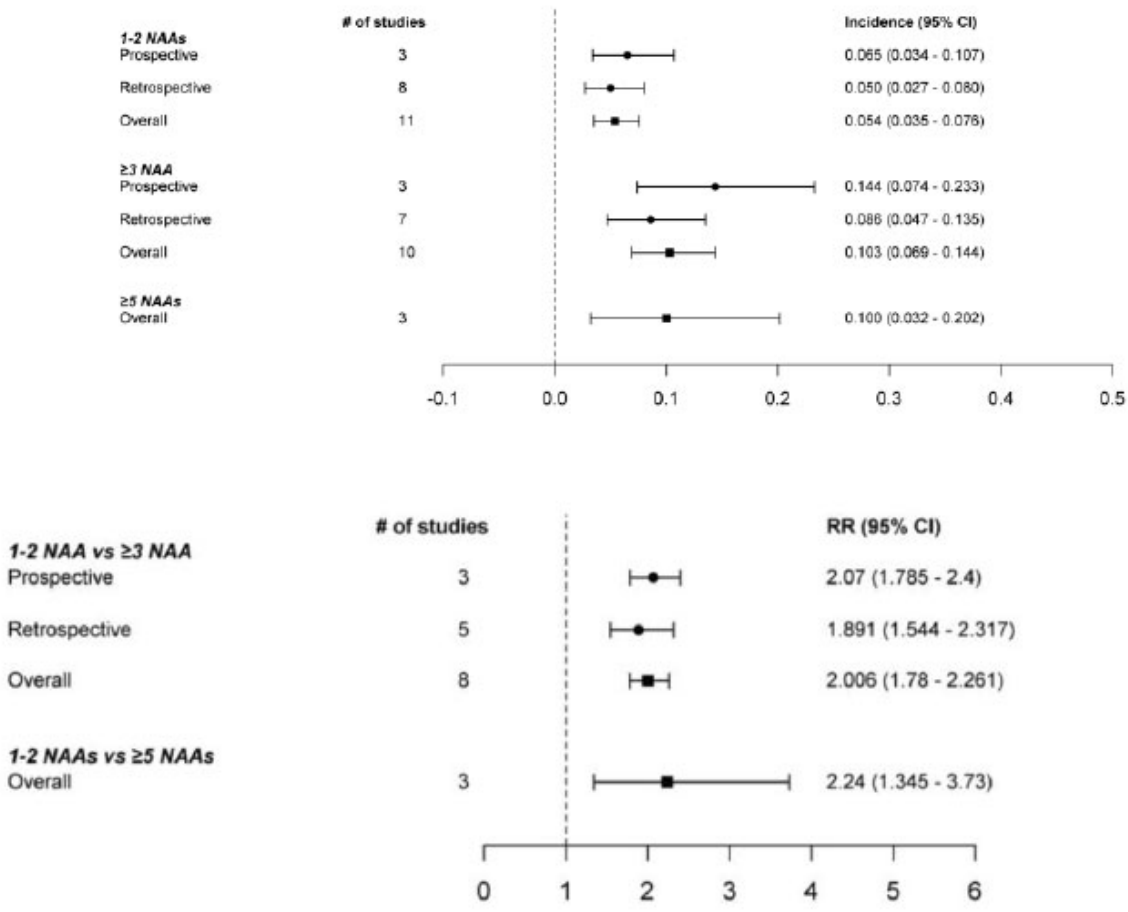 # of studies Incidence (95% CI)
1-2 NAAs
Prospective 3 0.065 (0.034 - 0.107)
Retrospective 8 0.050 (0.027 - 0.080)
Overall 11 0.054 (0.035 - 0.076)
≥3 NAA
Prospective 3 0.144 (0.074 - 0.233)
Retrospective 7 0.086 (0.047 - 0.135)
Overall 10 0.103 (0.069 - 0.144)
≥5 NAAs
Overall 3 0.100 (0.032 - 0.202)
-0.1 0.0 0.1 0.2 0.3 0.4 0.5
# of studies RR (95% CI)
1-2 NAA vs ≥3 NAA
Prospective 3 2.07 (1.785 - 2.4)
Retrospective 5 1.891 (1.544 - 2.317)
Overall 8 2.006 (1.78 - 2.261)
1-2 NAAs vs ≥5 NAAs
Overall 3 2.24 (1.345 - 3.73)
0 1 2 3 4 5 6